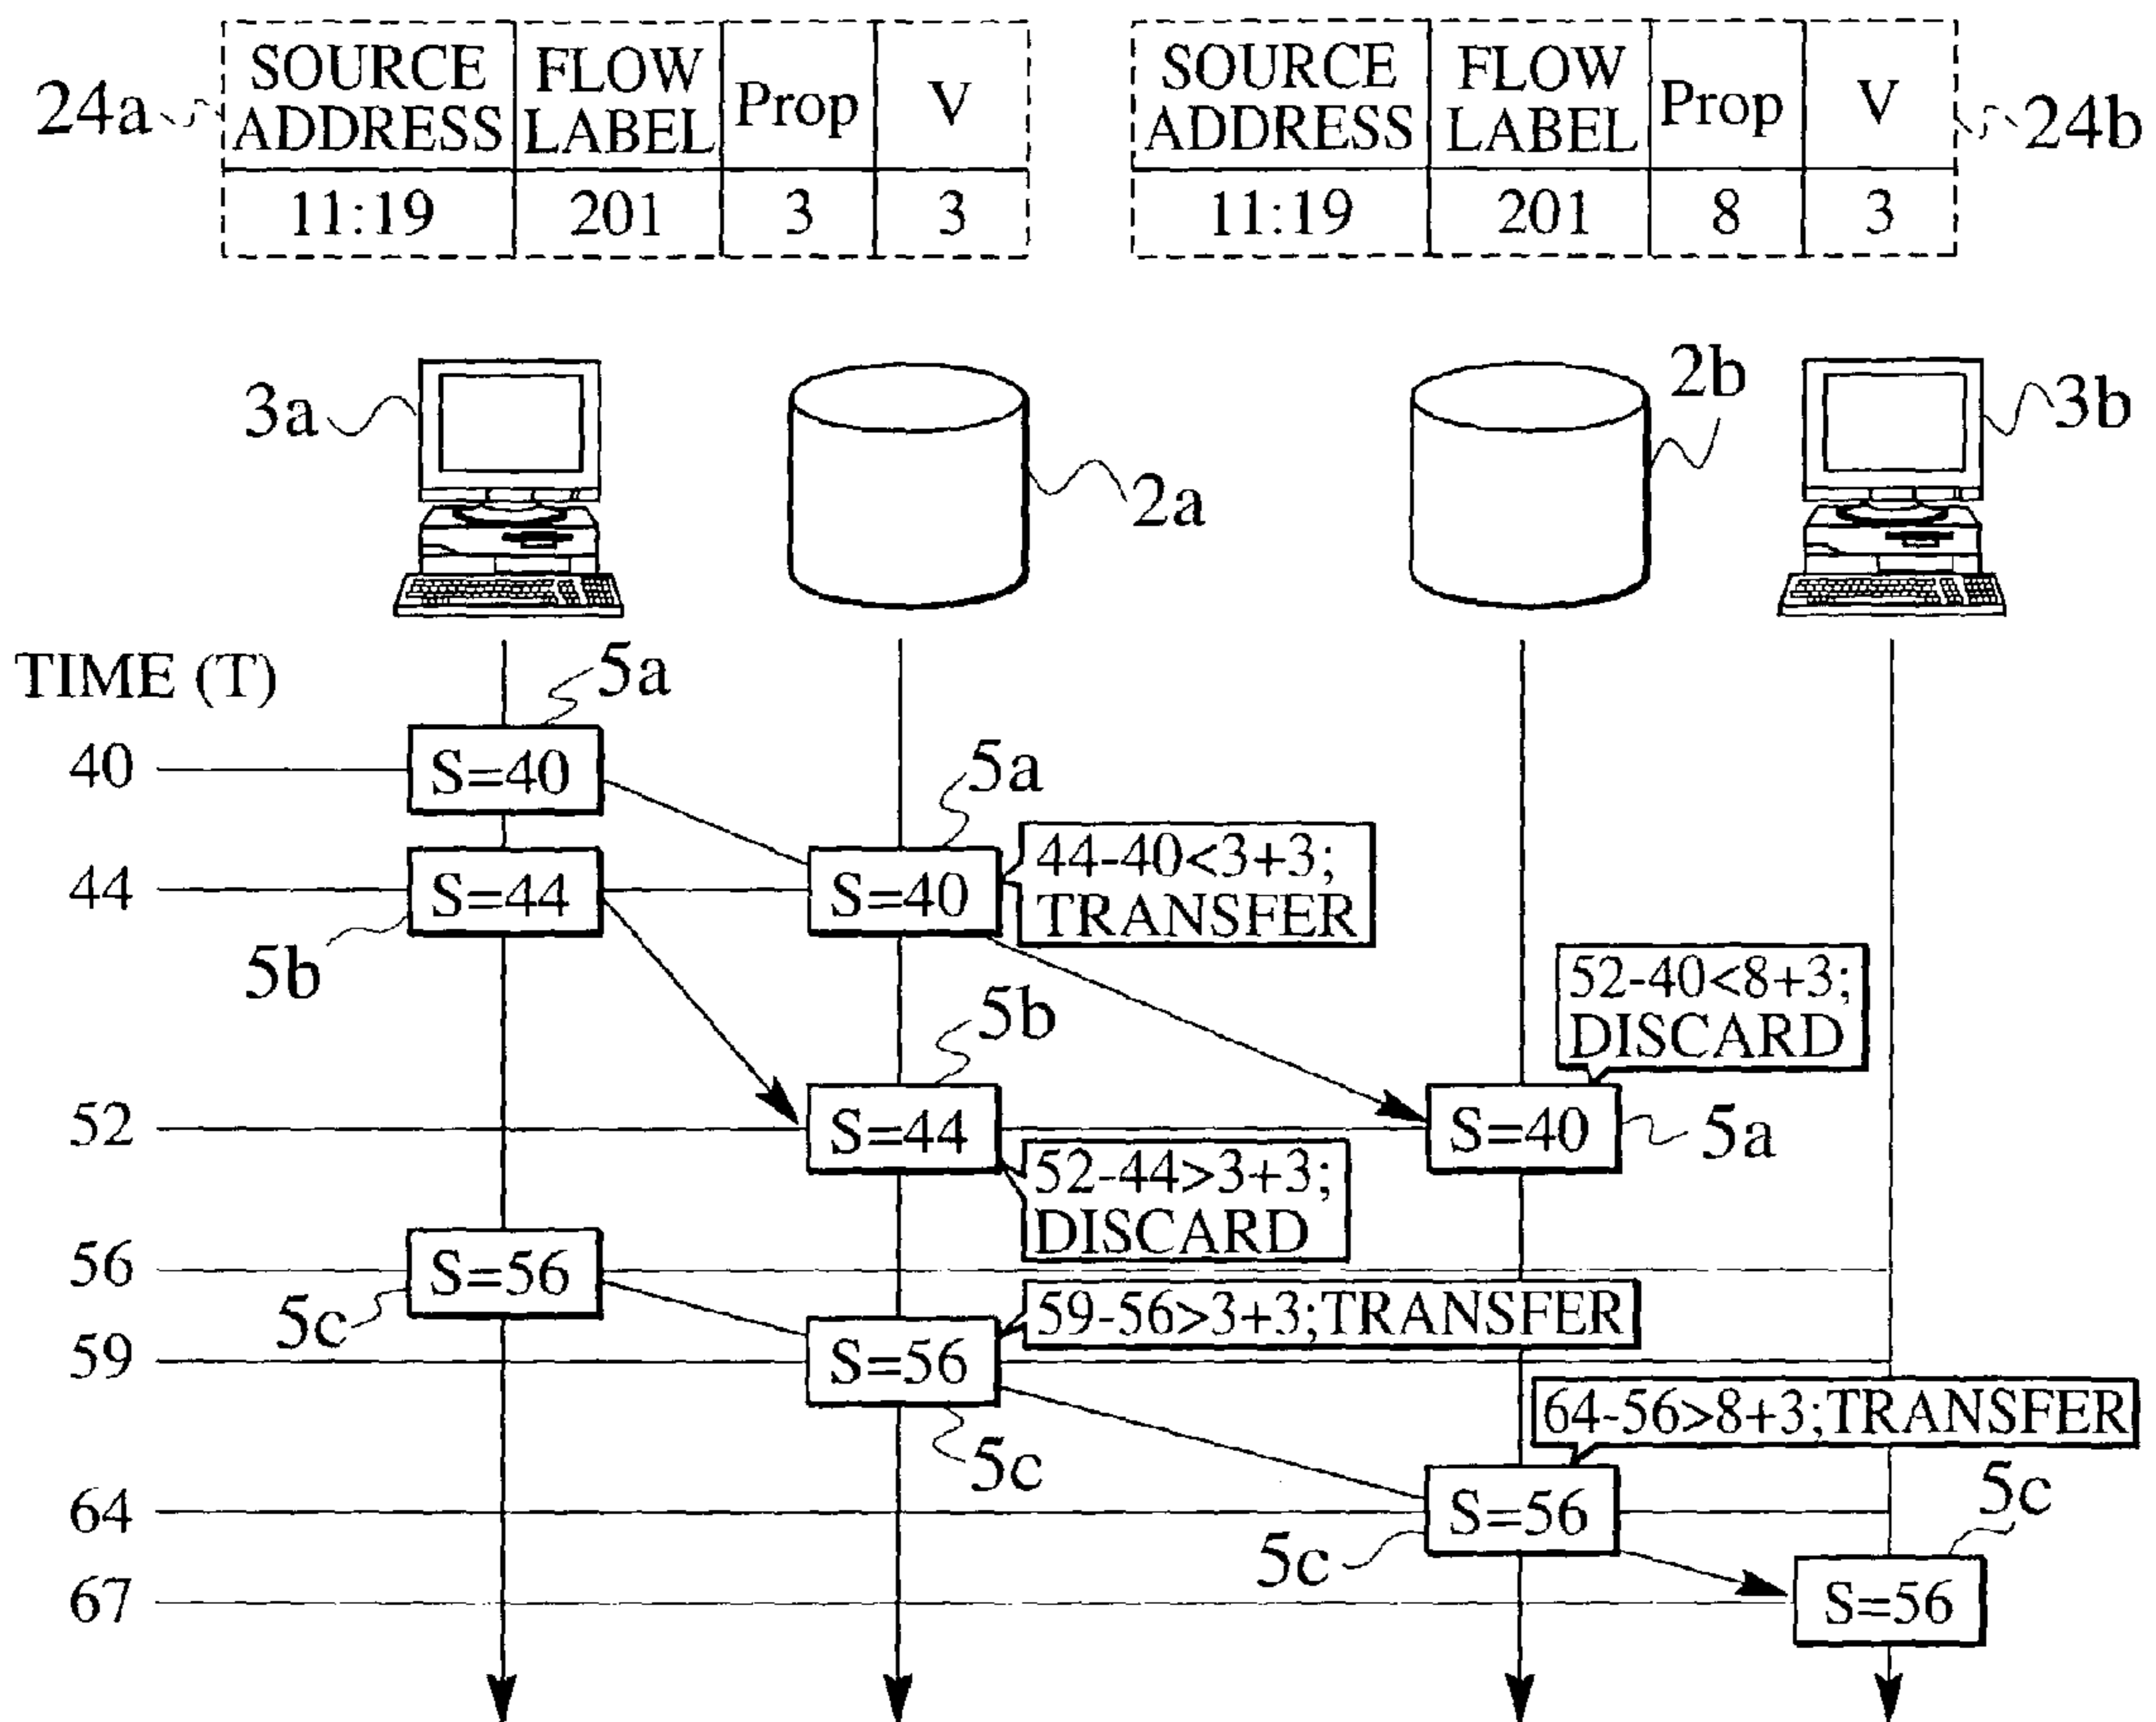 24a
SOURCE ADDRESS FLOW LABEL Prop V
11:19 201 3 3
SOURCE ADDRESS FLOW LABEL Prop V
11:19 201 8 3
24b
3a
2a
2b
3b
TIME (T)
5a
40
S=40
5a
44
S=44
S=40
44-40<3+3;
TRANSFER
5b
52-40<8+3;
DISCARD
5b
52
S=44
S=40
5a
52-44>3+3;
DISCARD
56
S=56
5c
59-56>3+3;TRANSFER
59
S=56
5c
64-56>8+3;TRANSFER
64
S=56
5c
5c
67
S=56